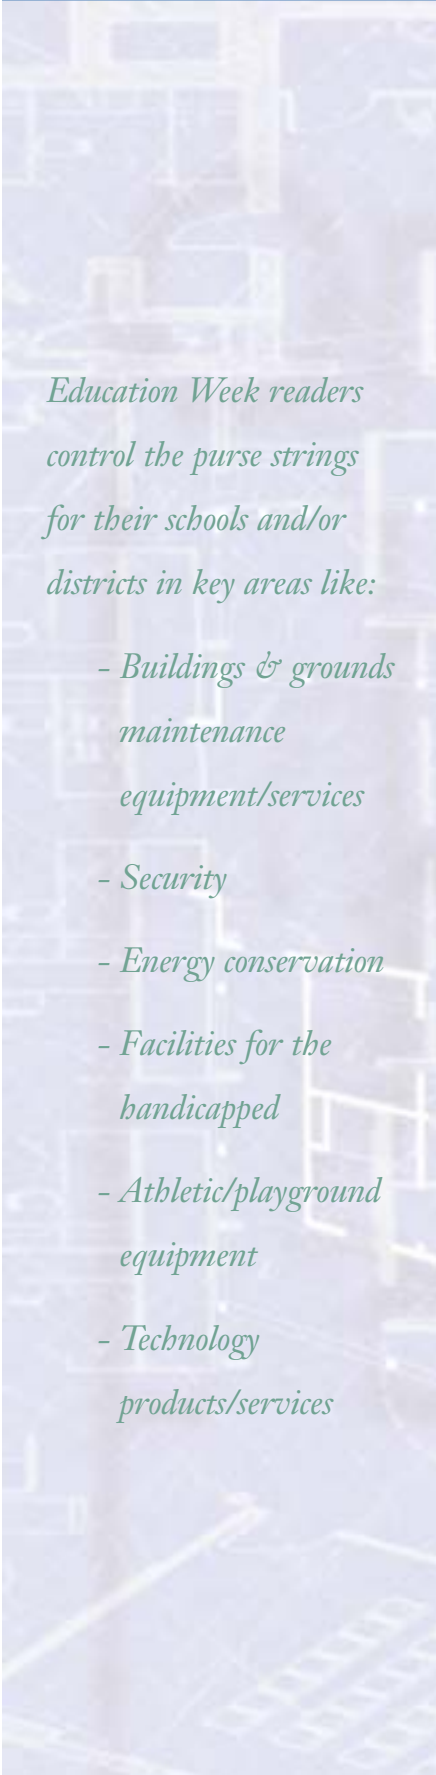 Education Week readers
control the purse strings
for their schools and/or
districts in key areas like:
- Buildings & grounds
maintenance
equipment/services
- Security
- Energy conservation
- Facilities for the
handicapped
- Athletic/playground
equipment
- Technology
products/services